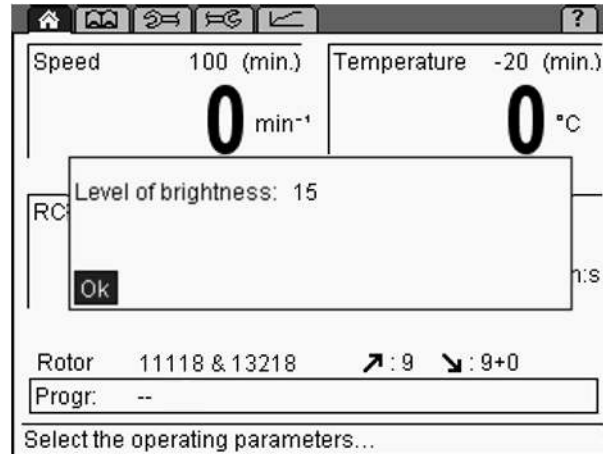 ?
Speed 100 (min.)
Temperature -20 (min.)
0 min⁻¹
0 °C
RC
Level of brightness: 15
Ok
n:s
Rotor 11118 & 13218 ↗: 9 ↘: 9+0
Progr: --
Select the operating parameters...